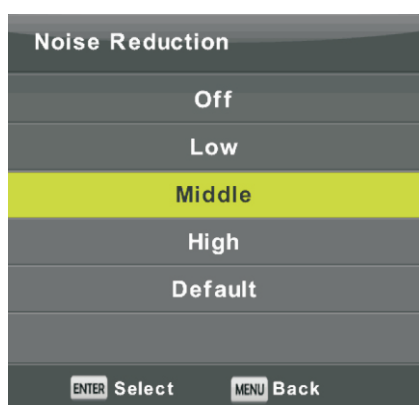 Noise Reduction
Off
Low
Middle
High
Default
ENTER Select MENU Back